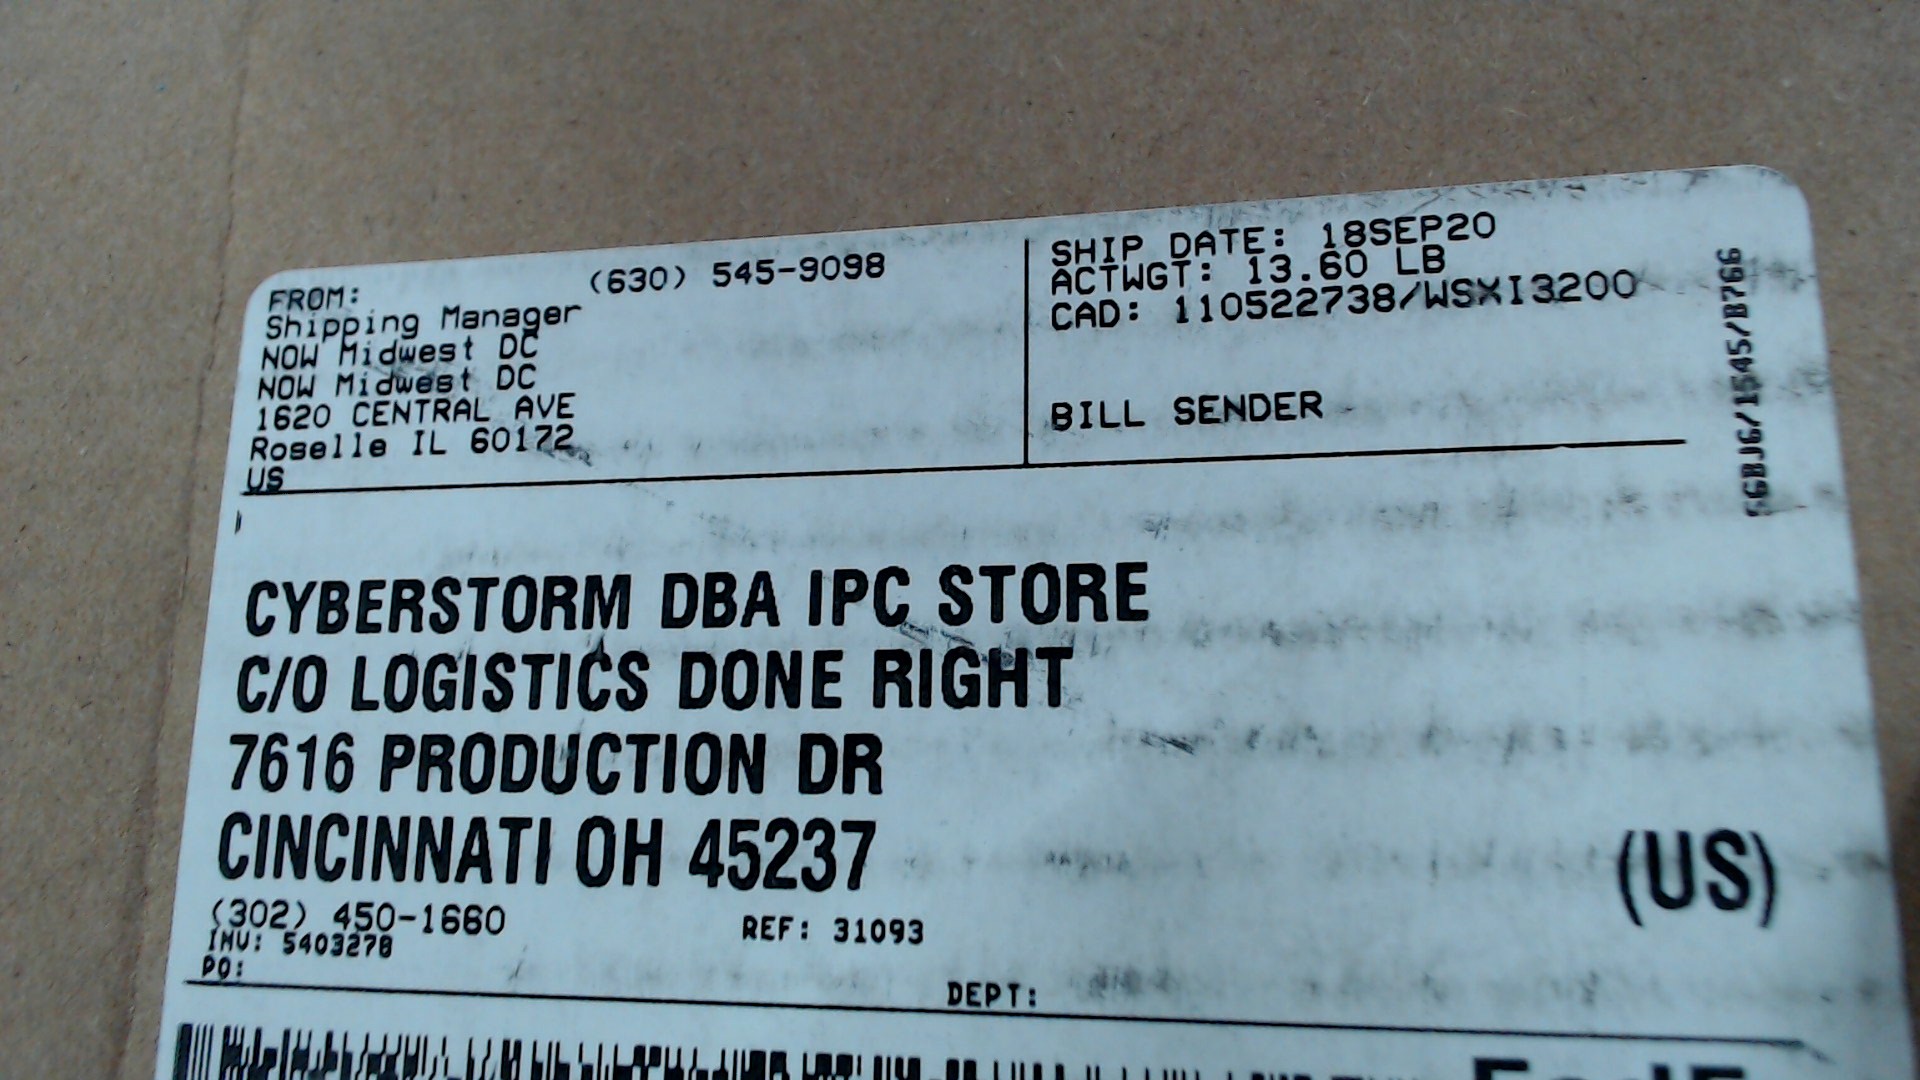 FROM:
(630) 545-9098
Shipping Manager
NOW Midwest DC
NOW Midwest DC
1620 CENTRAL AVE
Roselle IL 60172
US
SHIP DATE: 18SEP20
ACTWGT: 13.60 LB
CAD: 110522738/WSXI3200
BILL SENDER
CYBERSTORM DBA IPC STORE
C/O LOGISTICS DONE RIGHT
7616 PRODUCTION DR
CINCINNATI OH 45237
(US)
(302) 450-1660
REF: 31093
INV: 5403278
PO:
DEPT: